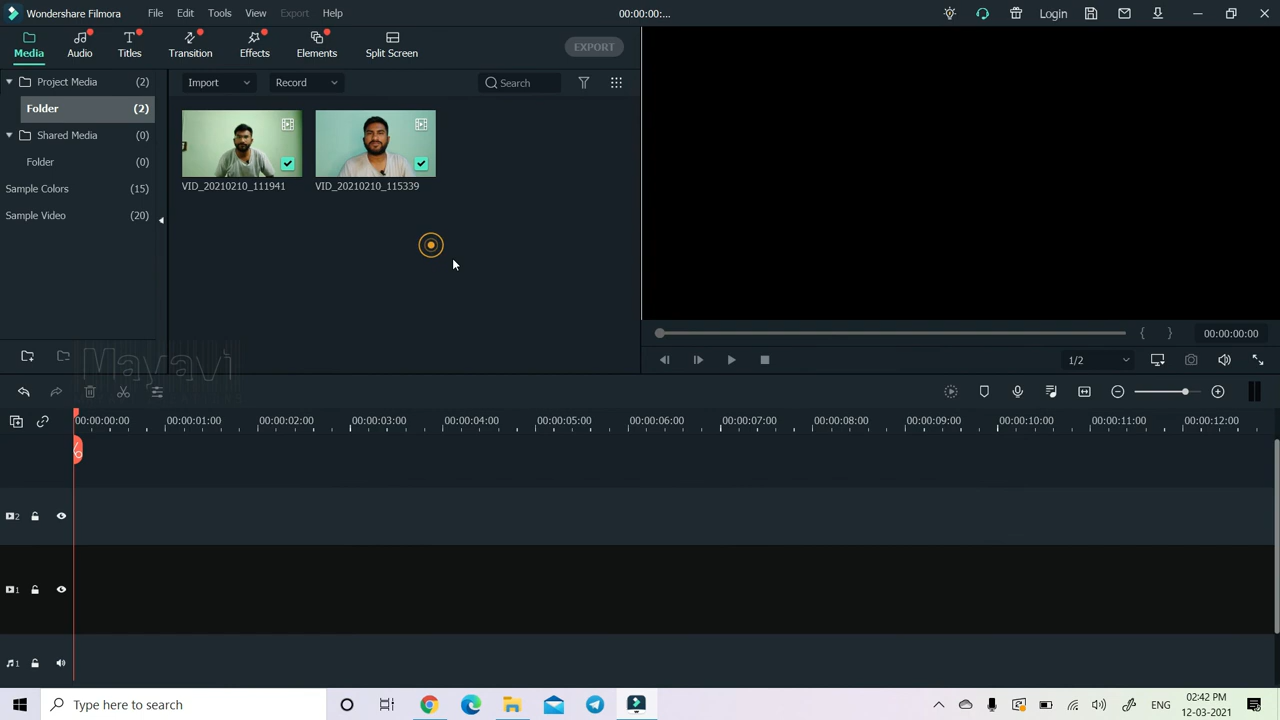 Wondershare Filmora File Edit Tools View Export Help 00:00:00:... Login
Media Audio Titles Transition Effects Elements Split Screen EXPORT
Project Media (2) Import Record Search
Folder (2)
Shared Media (0)
Folder (0)
Sample Colors (15)
Sample Video (20)
VID_20210210_111941 VID_20210210_115339
00:00:00:00
1/2
Mayavi
00:00:00:00 00:00:01:00 00:00:02:00 00:00:03:00 00:00:04:00 00:00:05:00 00:00:06:00 00:00:07:00 00:00:08:00 00:00:09:00 00:00:10:00 00:00:11:00 00:00:12:00
2
1
1
Type here to search ENG 02:42 PM
12-03-2021